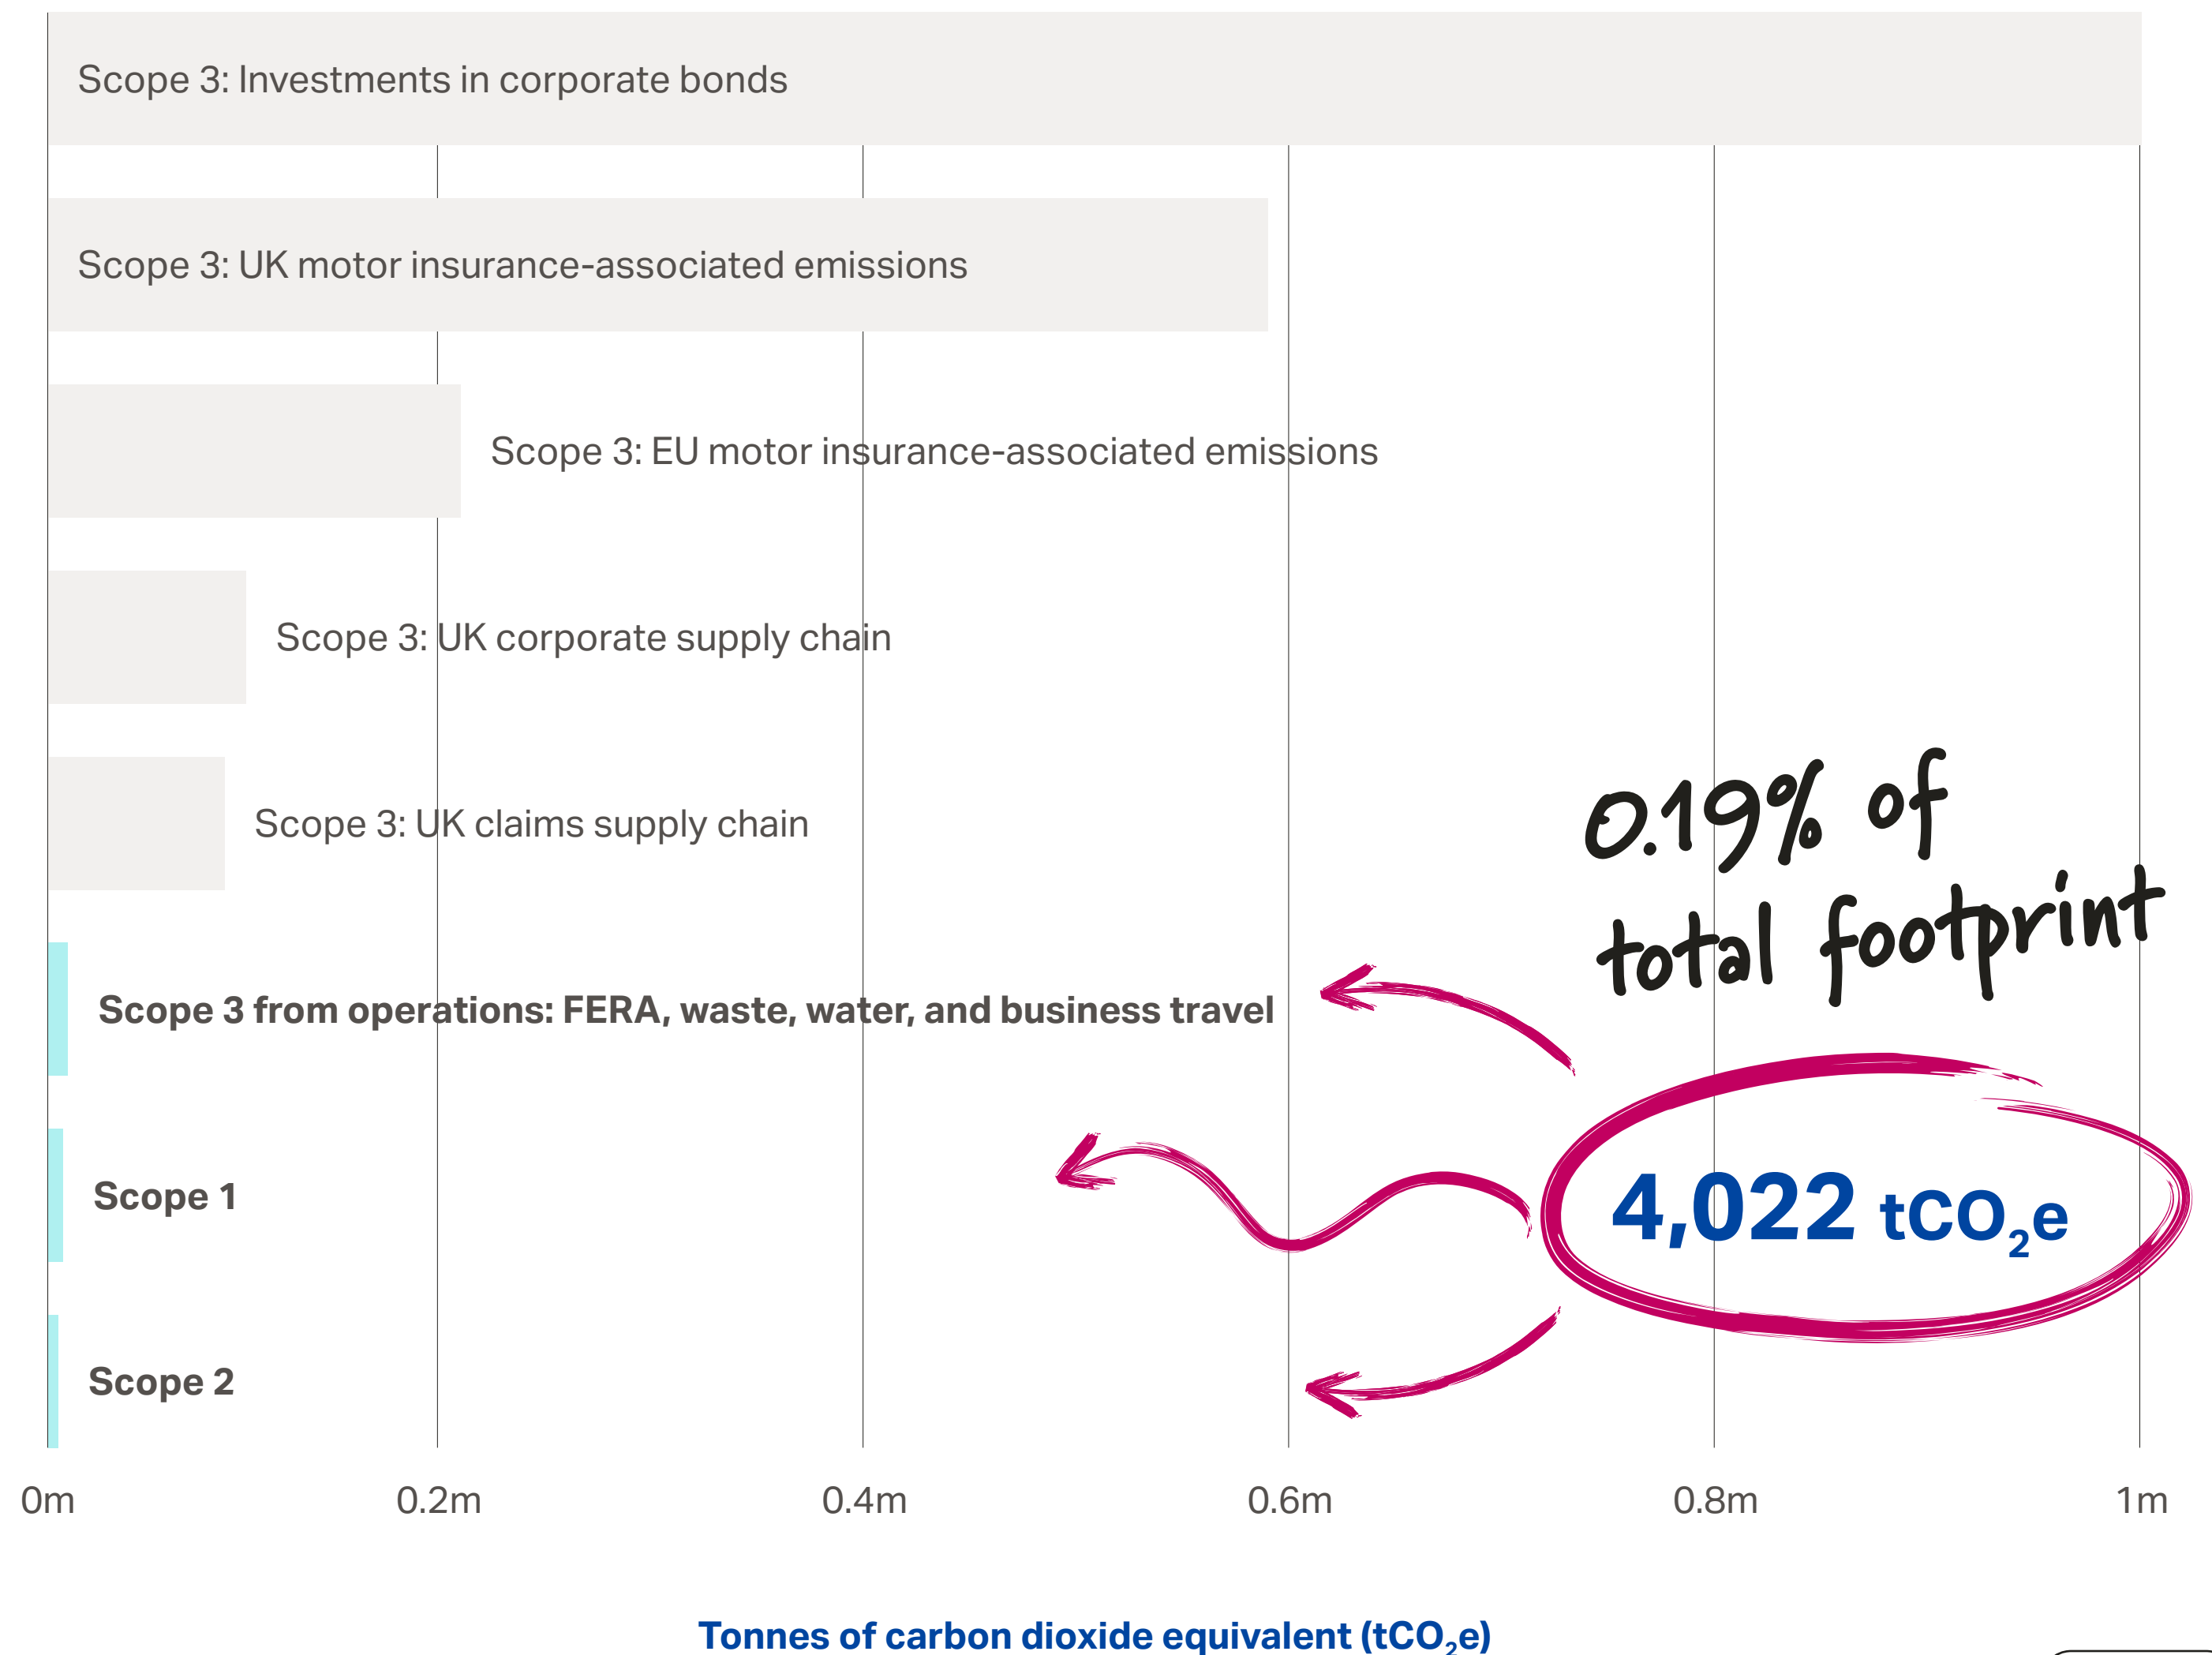 Scope 3: Investments in corporate bonds
Scope 3: UK motor insurance-associated emissions
Scope 3: EU motor insurance-associated emissions
Scope 3: UK corporate supply chain
Scope 3: UK claims supply chain
0.19% of
total footprint
Scope 3 from operations: FERA, waste, water, and business travel
Scope 1
4,022 tCO₂e
Scope 2
0m 0.2m 0.4m 0.6m 0.8m 1m
Tonnes of carbon dioxide equivalent (tCO₂e)